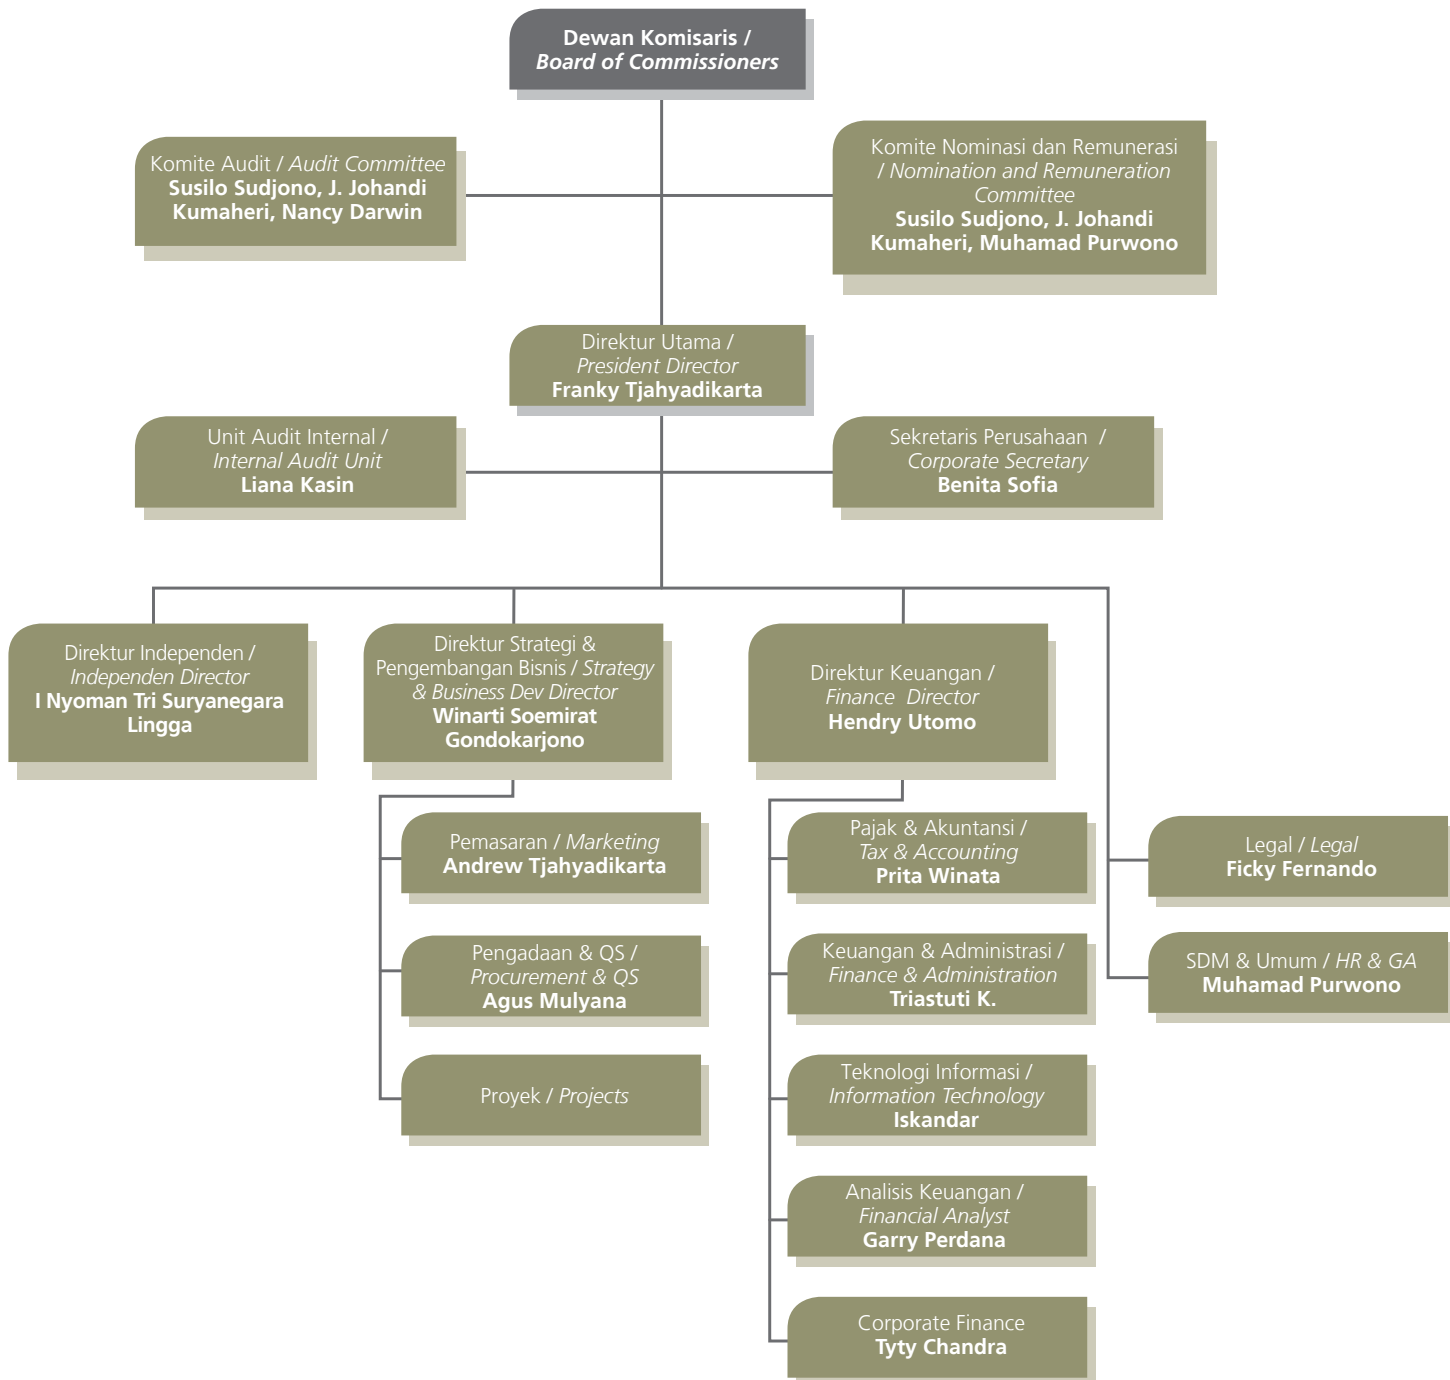 Dewan Komisaris /
Board of Commissioners
Komite Audit / Audit Committee
Susilo Sudjono, J. Johandi
Kumaheri, Nancy Darwin
Komite Nominasi dan Remunerasi
/ Nomination and Remuneration
Committee
Susilo Sudjono, J. Johandi
Kumaheri, Muhamad Purwono
Direktur Utama /
President Director
Franky Tjahyadikarta
Unit Audit Internal /
Internal Audit Unit
Liana Kasin
Sekretaris Perusahaan /
Corporate Secretary
Benita Sofia
Direktur Independen /
Independen Director
I Nyoman Tri Suryanegara
Lingga
Direktur Strategi &
Pengembangan Bisnis / Strategy
& Business Dev Director
Winarti Soemirat
Gondokarjono
Direktur Keuangan /
Finance Director
Hendry Utomo
Pemasaran / Marketing
Andrew Tjahyadikarta
Pengadaan & QS /
Procurement & QS
Agus Mulyana
Proyek / Projects
Pajak & Akuntansi /
Tax & Accounting
Prita Winata
Keuangan & Administrasi /
Finance & Administration
Triastuti K.
Teknologi Informasi /
Information Technology
Iskandar
Analisis Keuangan /
Financial Analyst
Garry Perdana
Corporate Finance
Tyty Chandra
Legal / Legal
Ficky Fernando
SDM & Umum / HR & GA
Muhamad Purwono